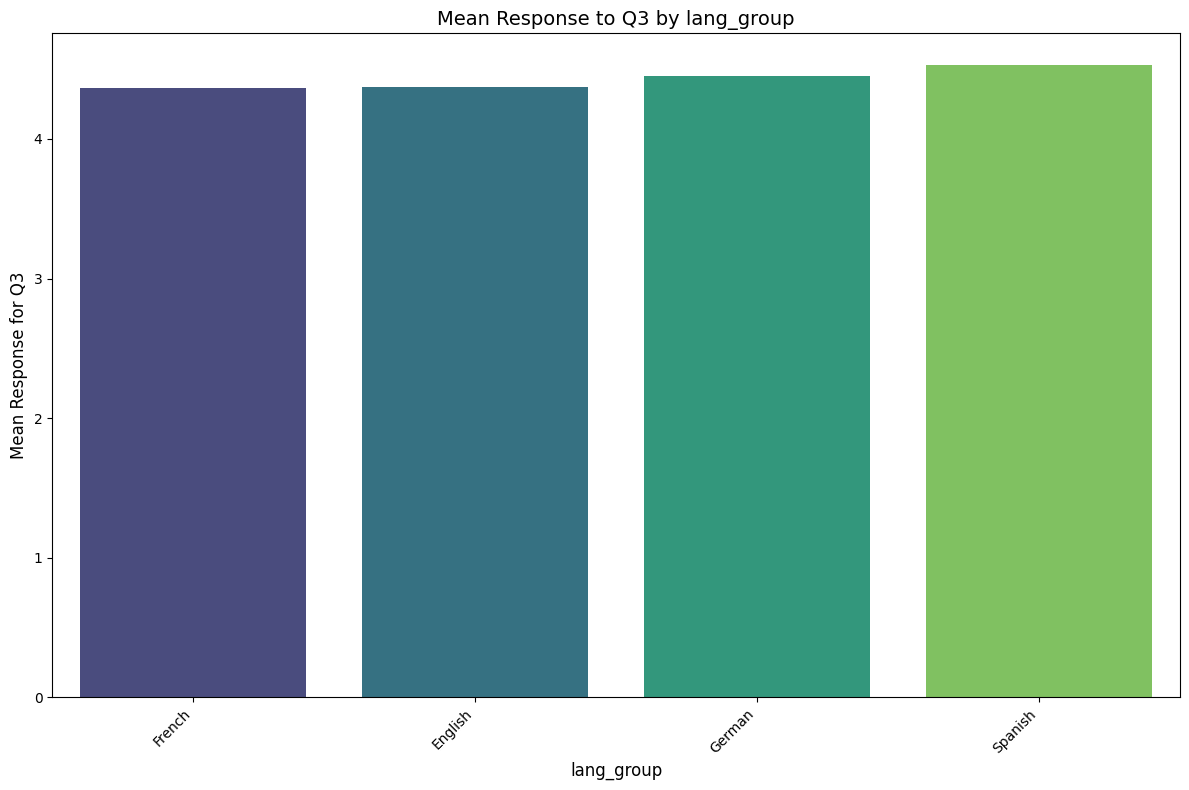 Mean Response to Q3 by lang_group
Mean Response for Q3
4
3
2
1
0
French
English
German
Spanish
lang_group